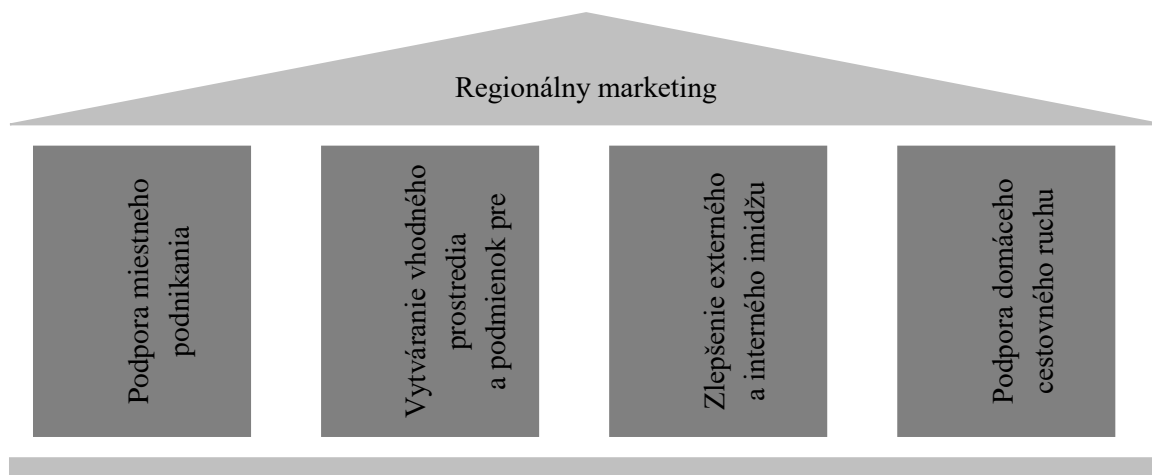 Regionálny marketing
Podpora miestneho
podnikania
Vytváranie vhodného
prostredia
a podmienok pre
Zlepšenie externého
a interného imidžu
Podpora domáceho
cestovného ruchu